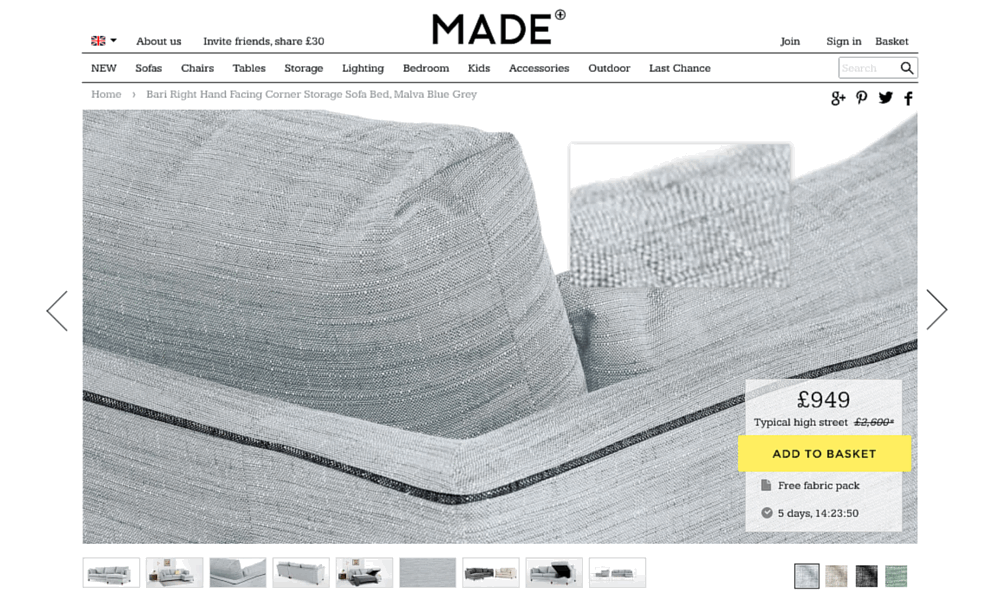 MADE
About us Invite friends, share £30 Join Sign in Basket
NEW Sofas Chairs Tables Storage Lighting Bedroom Kids Accessories Outdoor Last Chance Search
Home › Bari Right Hand Facing Corner Storage Sofa Bed, Malva Blue Grey
£949
Typical high street £2,600*
ADD TO BASKET
Free fabric pack
5 days, 14:23:50